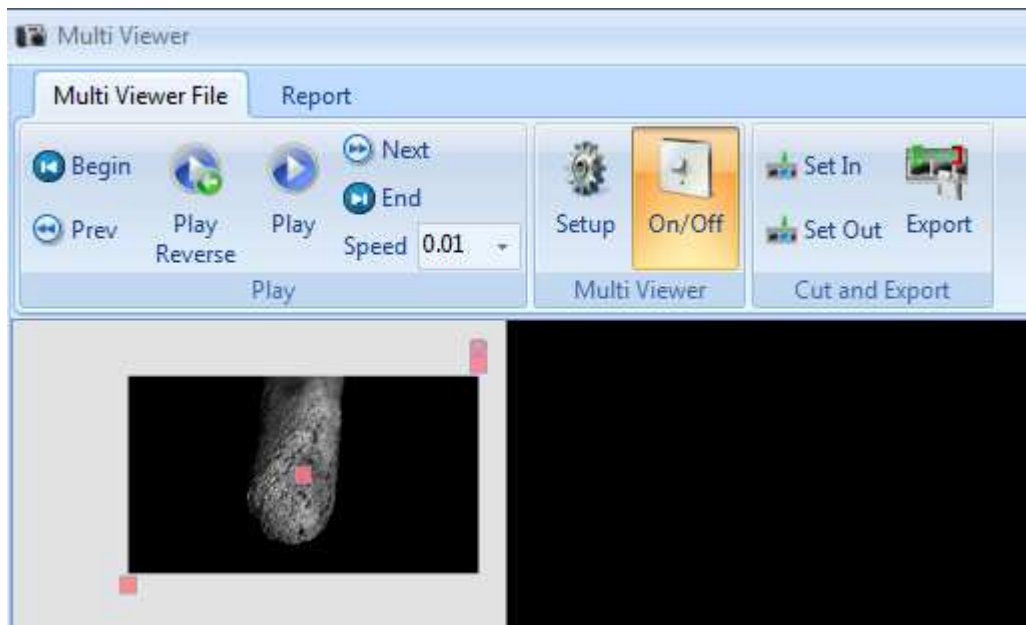 Multi Viewer
Multi Viewer File
Report
Begin
Prev
Play
Reverse
Play
Next
End
Speed 0.01
Play
Setup
On/Off
Multi Viewer
Set In
Set Out
Export
Cut and Export